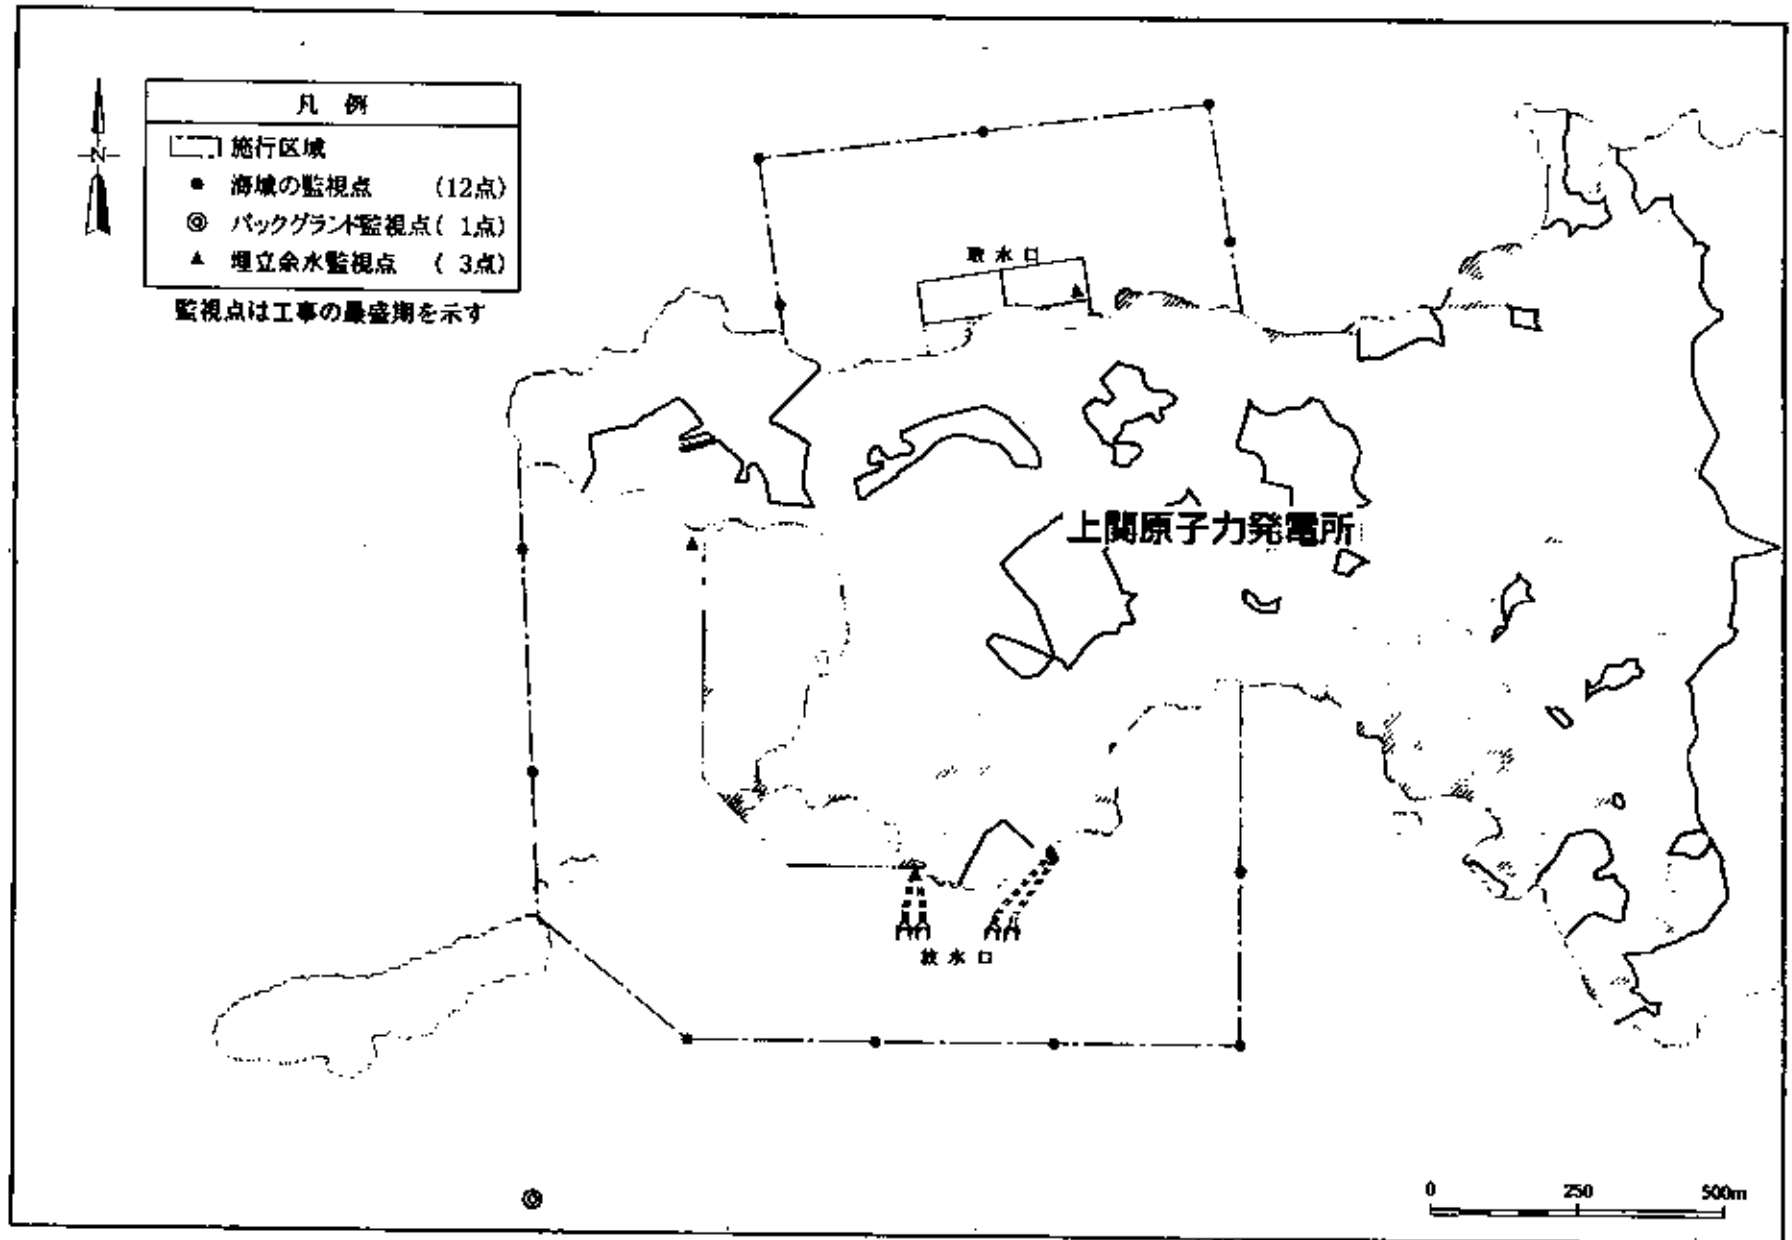 凡 例
施行区域
● 海域の監視点 (12点)
◎ バックグランド監視点( 1点)
▲ 埋立余水監視点 ( 3点)
監視点は工事の最盛期を示す
N
取水口
上関原子力発電所
放水口
0 250 500m